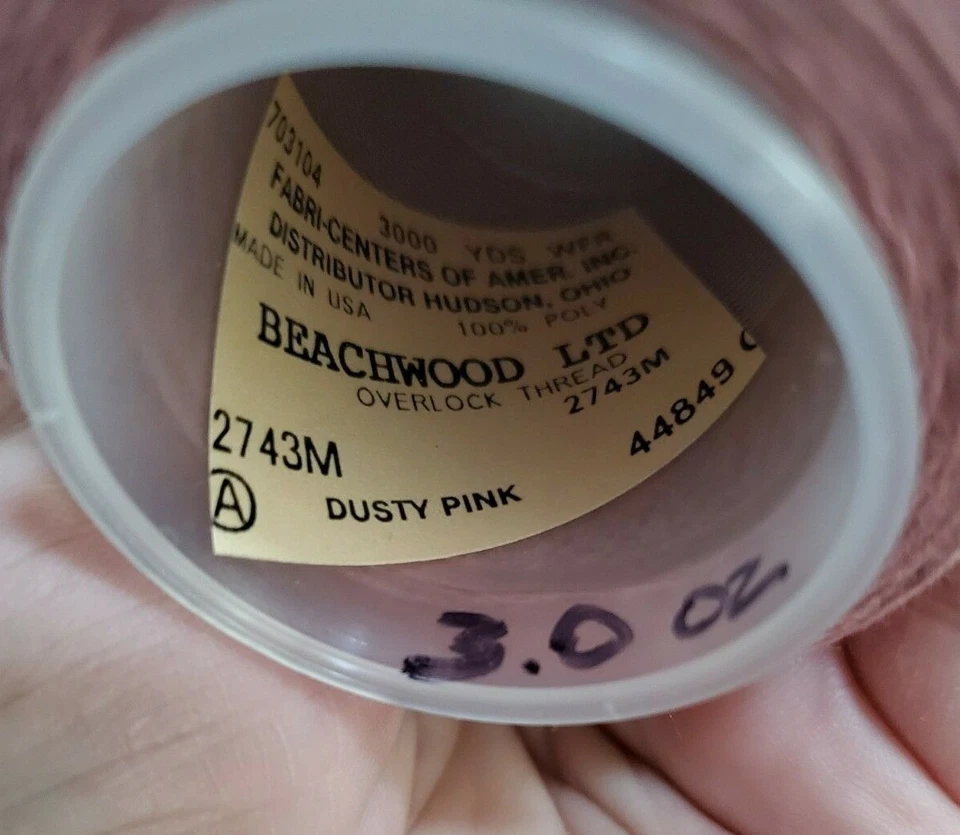 703104
3000 YDS WFR
FABRI-CENTERS OF AMER. INC.
DISTRIBUTOR HUDSON, OHIO
MADE IN USA 100% POLY
BEACHWOOD LTD
OVERLOCK THREAD
2743M
2743M 44849
A DUSTY PINK
3.0 OZ